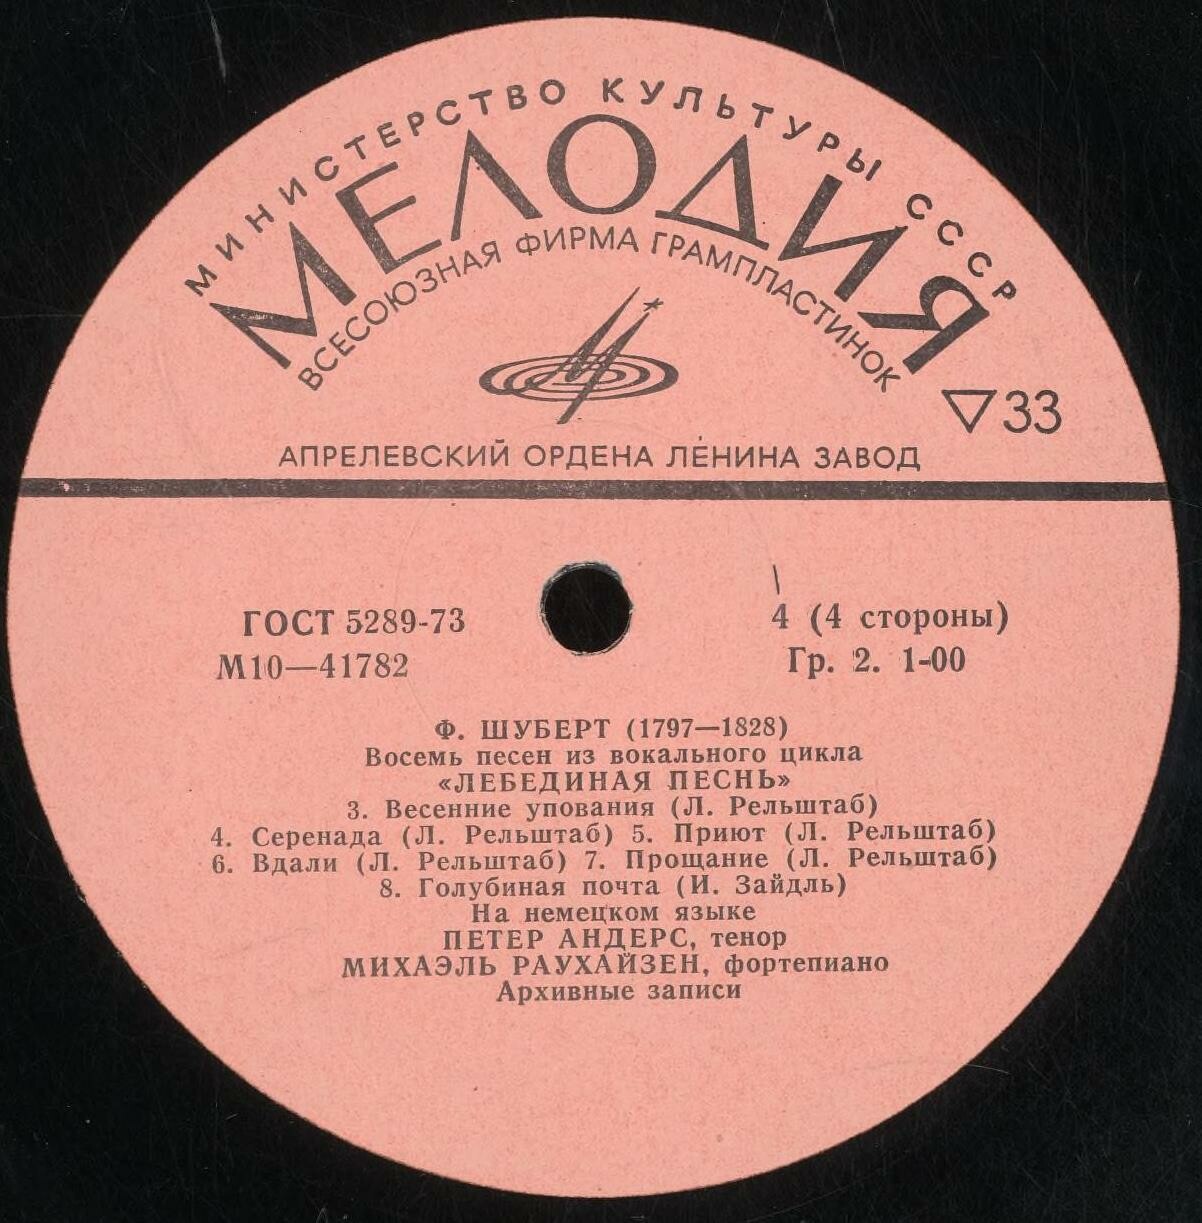 МИНИСТЕРСТВО КУЛЬТУРЫ СССР
МЕЛОДИЯ
ВСЕСОЮЗНАЯ ФИРМА ГРАМПЛАСТИНОК
▽33
АПРЕЛЕВСКИЙ ОРДЕНА ЛЕНИНА ЗАВОД
ГОСТ 5289-73
М10—41782
4 (4 стороны)
Гр. 2. 1-00
Ф. ШУБЕРТ (1797—1828)
Восемь песен из вокального цикла
«ЛЕБЕДИНАЯ ПЕСНЬ»
3. Весенние упования (Л. Рельштаб)
4. Серенада (Л. Рельштаб) 5. Приют (Л. Рельштаб)
6. Вдали (Л. Рельштаб) 7. Прощание (Л. Рельштаб)
8. Голубиная почта (И. Зайдль)
На немецком языке
ПЕТЕР АНДЕРС, тенор
МИХАЭЛЬ РАУХАЙЗЕН, фортепиано
Архивные записи